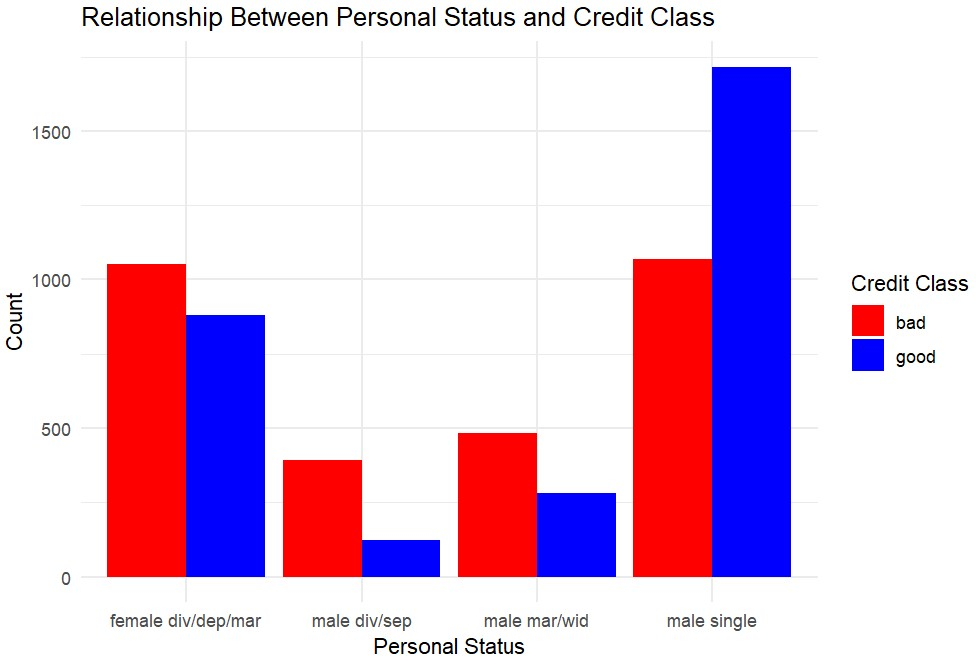 Relationship Between Personal Status and Credit Class
Count
1500
1000
500
0
female div/dep/mar
male div/sep
male mar/wid
male single
Personal Status
Credit Class
bad
good